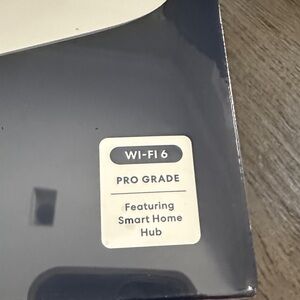 WI-FI 6
PRO GRADE
Featuring
Smart Home
Hub